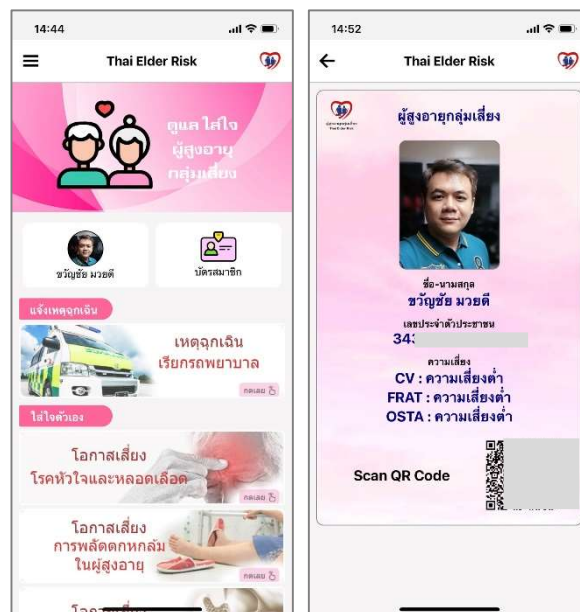 14:44
Thai Elder Risk
ดูแล ใส่ใจ
ผู้สูงอายุ
กลุ่มเสี่ยง
ขวัญชัย มวยดี
บัตรสมาชิก
แจ้งเหตุฉุกเฉิน
เหตุฉุกเฉิน
เรียกรถพยาบาล
กดเลย
ใส่ใจตัวเอง
โอกาสเสี่ยง
โรคหัวใจและหลอดเลือด
กดเลย
โอกาสเสี่ยง
การพลัดตกหกล้ม
ในผู้สูงอายุ
กดเลย
14:52
Thai Elder Risk
Thai Elder Risk
ผู้สูงอายุกลุ่มเสี่ยง
ชื่อ-นามสกุล
ขวัญชัย มวยดี
เลขประจำตัวประชาชน
34
ความเสี่ยง
CV : ความเสี่ยงต่ำ
FRAT : ความเสี่ยงต่ำ
OSTA : ความเสี่ยงต่ำ
Scan QR Code